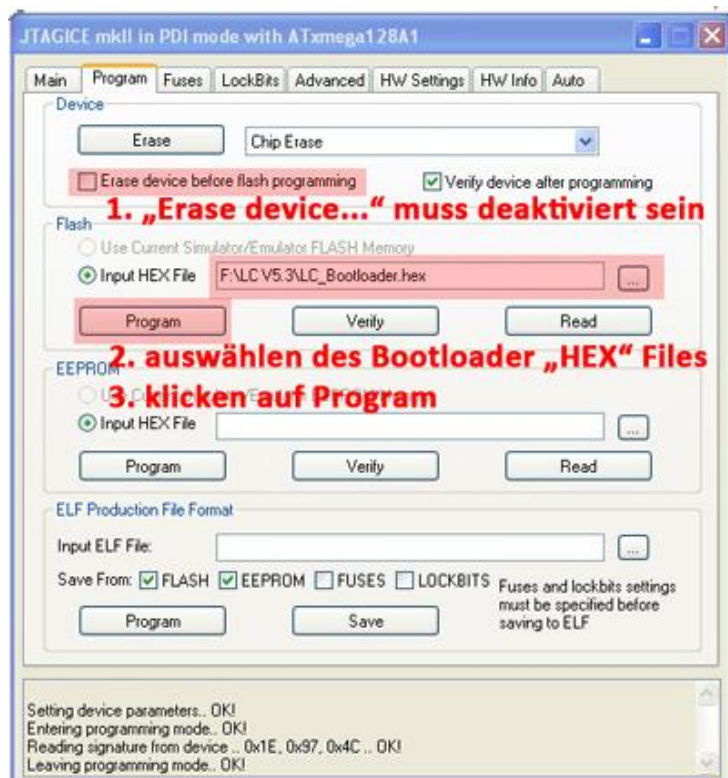 JTAGICE mkII in PDI mode with ATxmega128A1
Main Program Fuses LockBits Advanced HW Settings HW Info Auto
Device
Erase Chip Erase
Erase device before flash programming Verify device after programming
1. „Erase device...“ muss deaktiviert sein
Flash
Use Current Simulator/Emulator FLASH Memory
Input HEX File F:\LC V5.3\LC_Bootloader.hex ...
Program Verify Read
2. auswählen des Bootloader „HEX“ Files
EEPROM
3. klicken auf Program
Input HEX File ...
Program Verify Read
ELF Production File Format
Input ELF File: ...
Save From: FLASH EEPROM FUSES LOCKBITS
Fuses and lockbits settings
must be specified before
saving to ELF
Program Save
Setting device parameters.. OK!
Entering programming mode.. OK!
Reading signature from device .. 0x1E, 0x97, 0x4C .. OK!
Leaving programming mode.. OK!